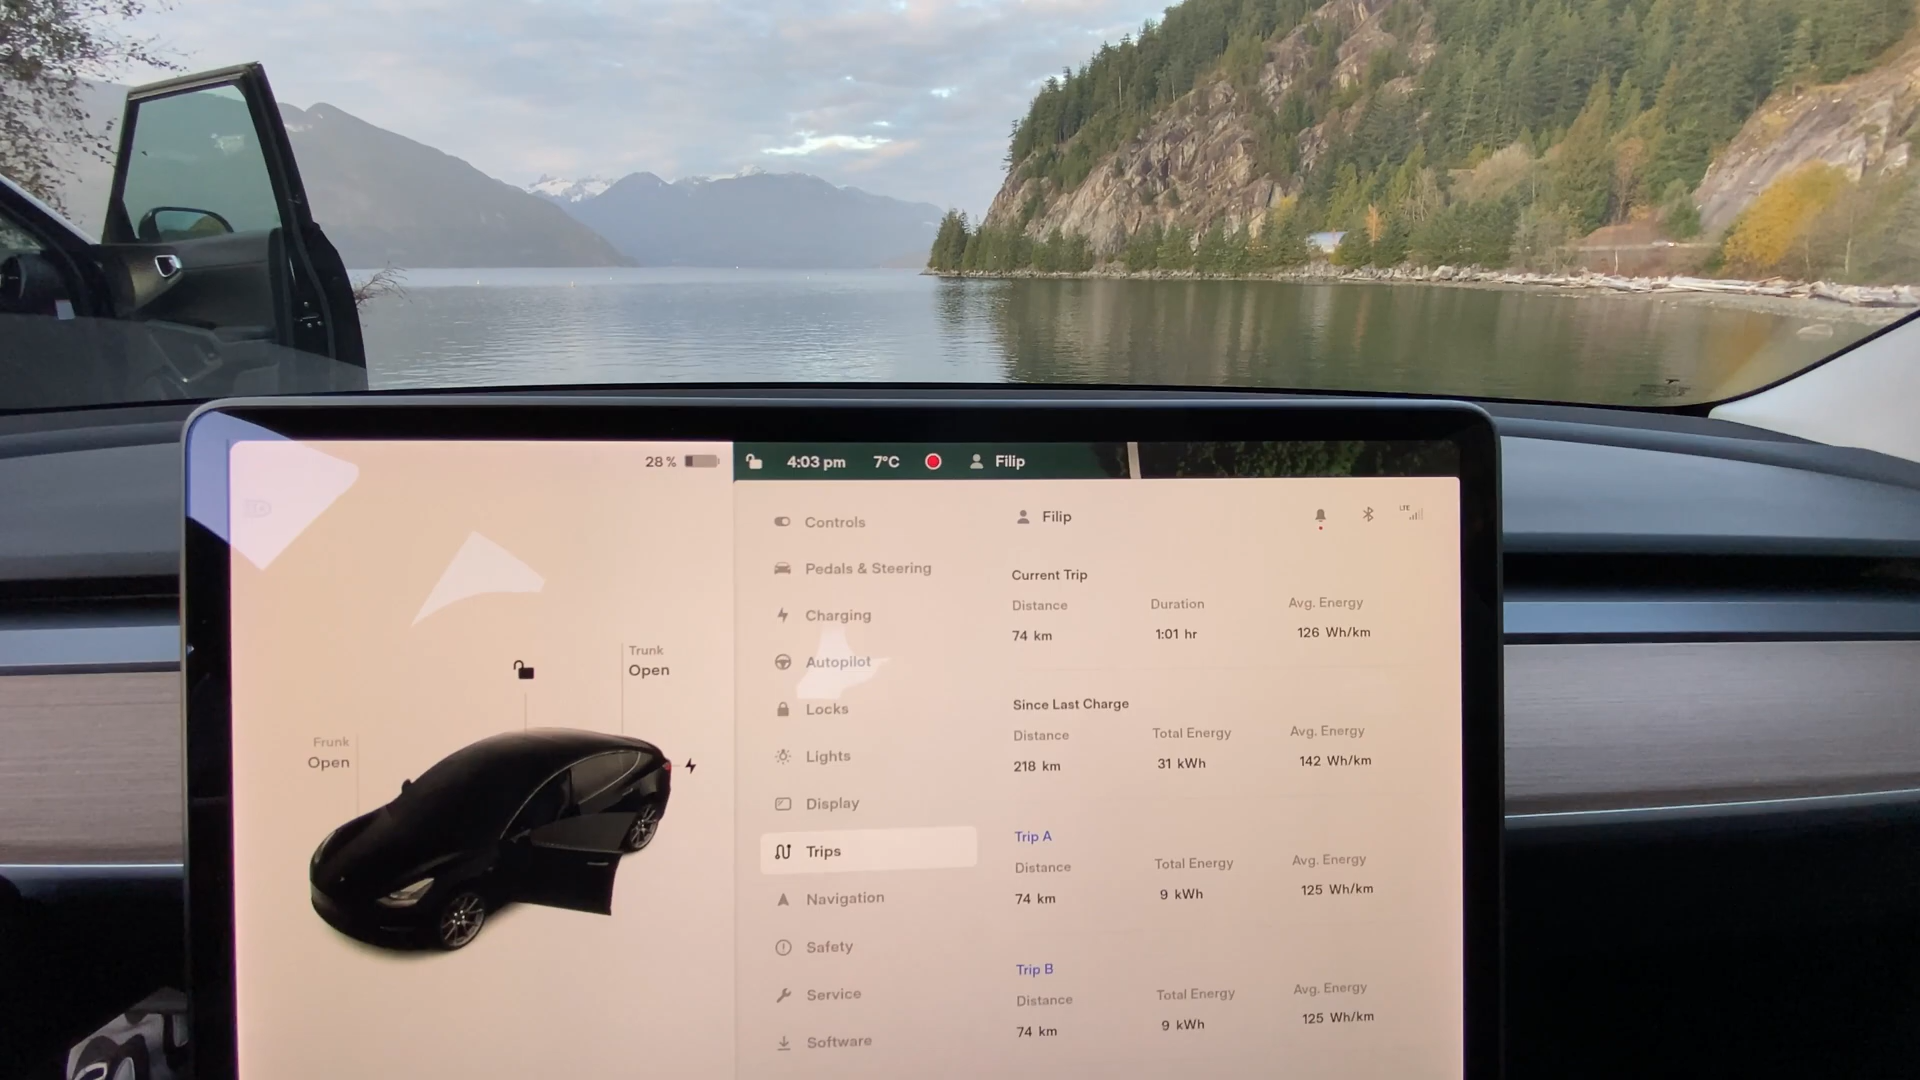 28 %
4:03 pm 7°C Filip
Trunk
Open
Frunk
Open
Controls
Pedals & Steering
Charging
Autopilot
Locks
Lights
Display
Trips
Navigation
Safety
Service
Software
Filip
LTE
Current Trip
Distance Duration Avg. Energy
74 km 1:01 hr 126 Wh/km
Since Last Charge
Distance Total Energy Avg. Energy
218 km 31 kWh 142 Wh/km
Trip A
Distance Total Energy Avg. Energy
74 km 9 kWh 125 Wh/km
Trip B
Distance Total Energy Avg. Energy
74 km 9 kWh 125 Wh/km